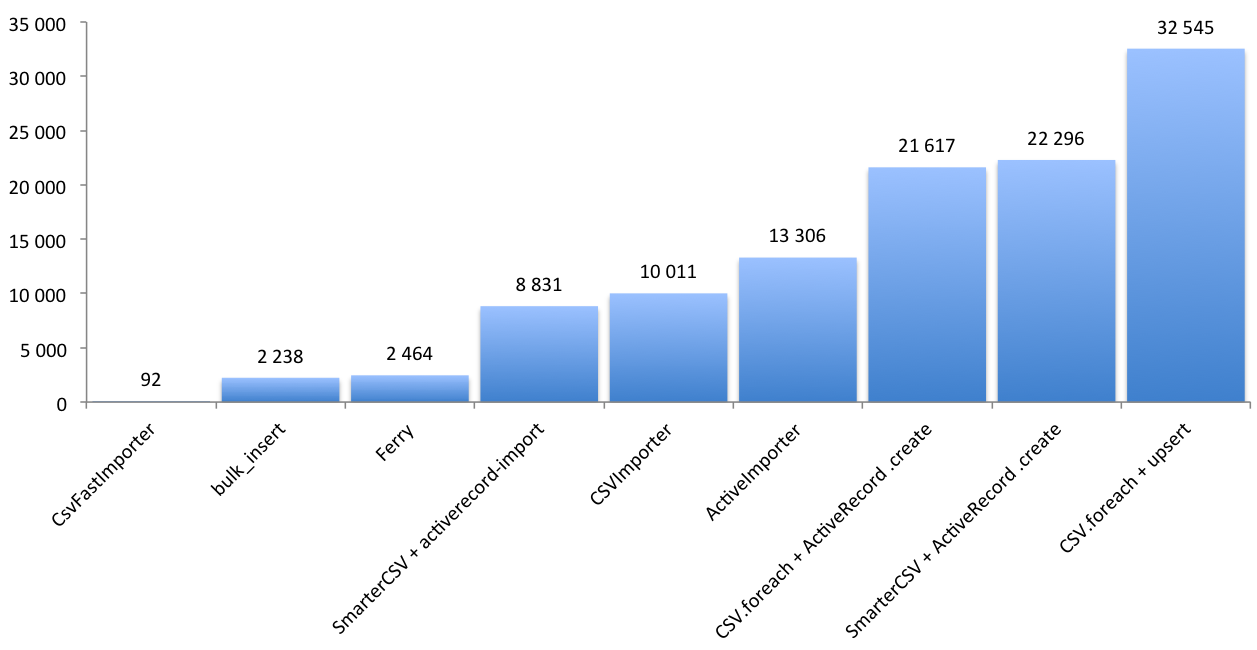 35 000
30 000
25 000
20 000
15 000
10 000
5 000
0
92
2 238
2 464
8 831
10 011
13 306
21 617
22 296
32 545
CsvFastImporter
bulk_insert
Ferry
SmarterCSV + activerecord-import
CSVImporter
ActiveImporter
CSV.foreach + ActiveRecord .create
SmarterCSV + ActiveRecord .create
CSV.foreach + upsert